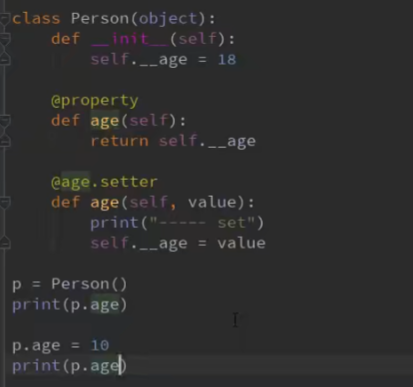 class Person(object):
    def __init__(self):
        self.__age = 18

    @property
    def age(self):
        return self.__age

    @age.setter
    def age(self, value):
        print("----- set")
        self.__age = value

p = Person()
print(p.age)

p.age = 10
print(p.age)